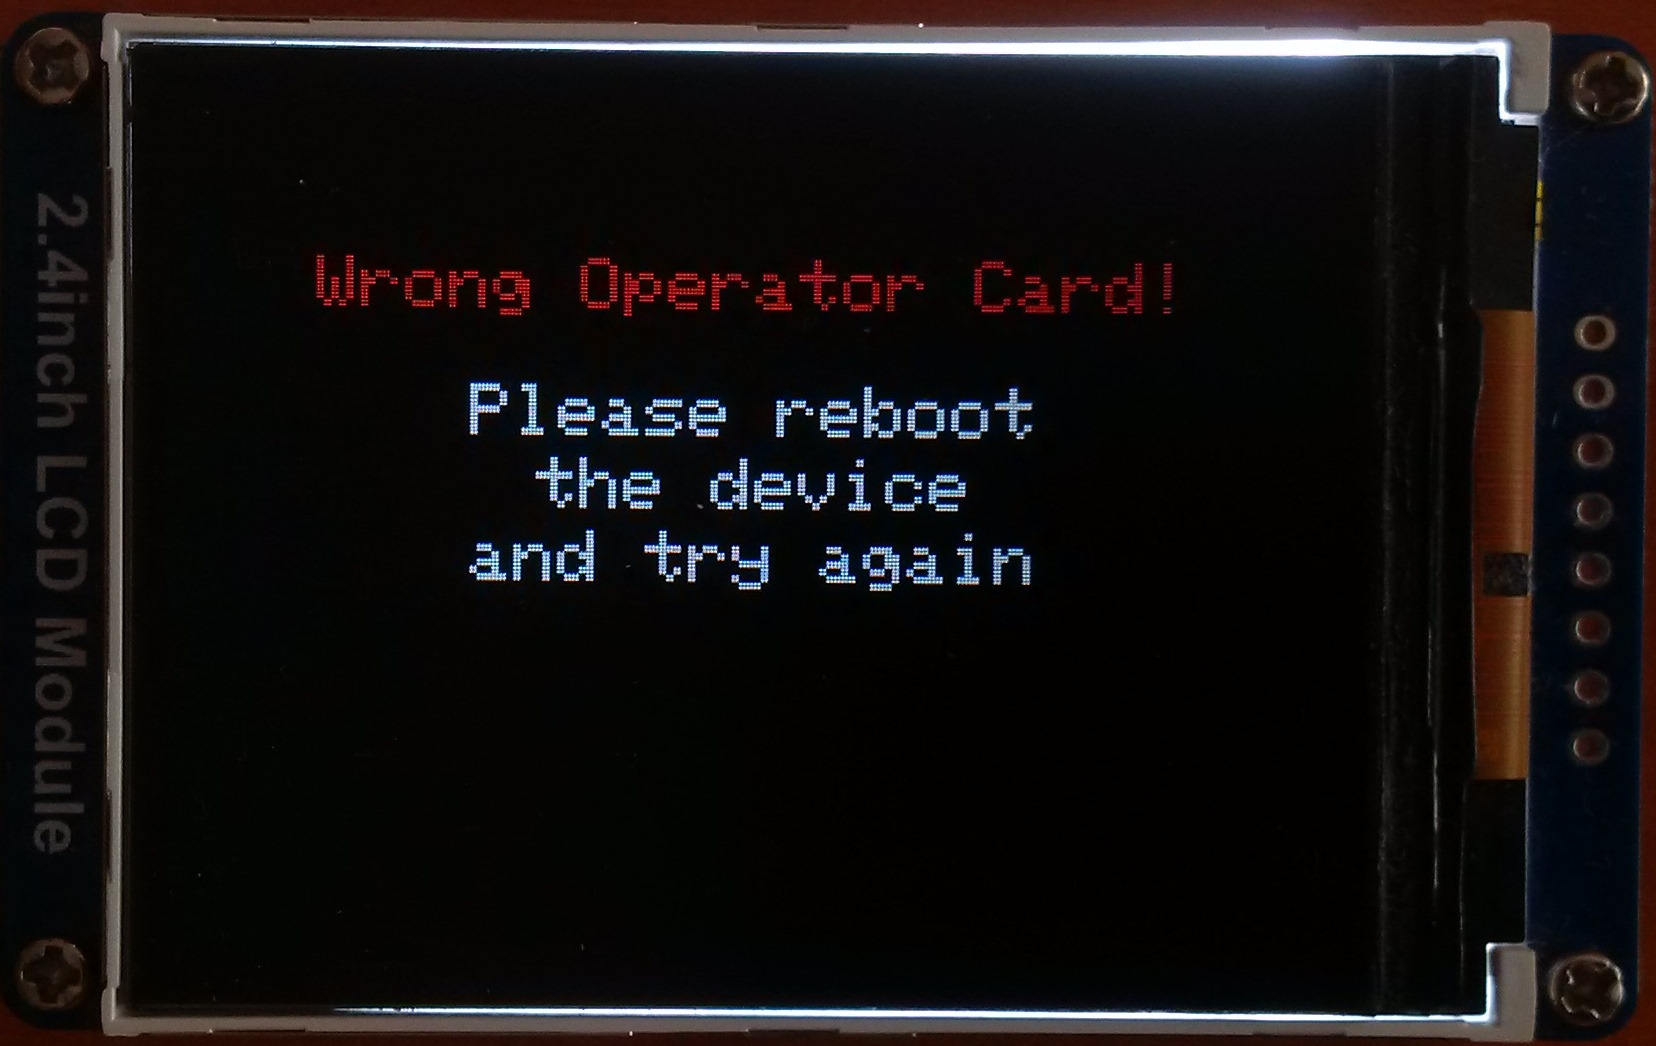 Wrong Operator Card!
Please reboot
the device
and try again
2.4inch LCD Module